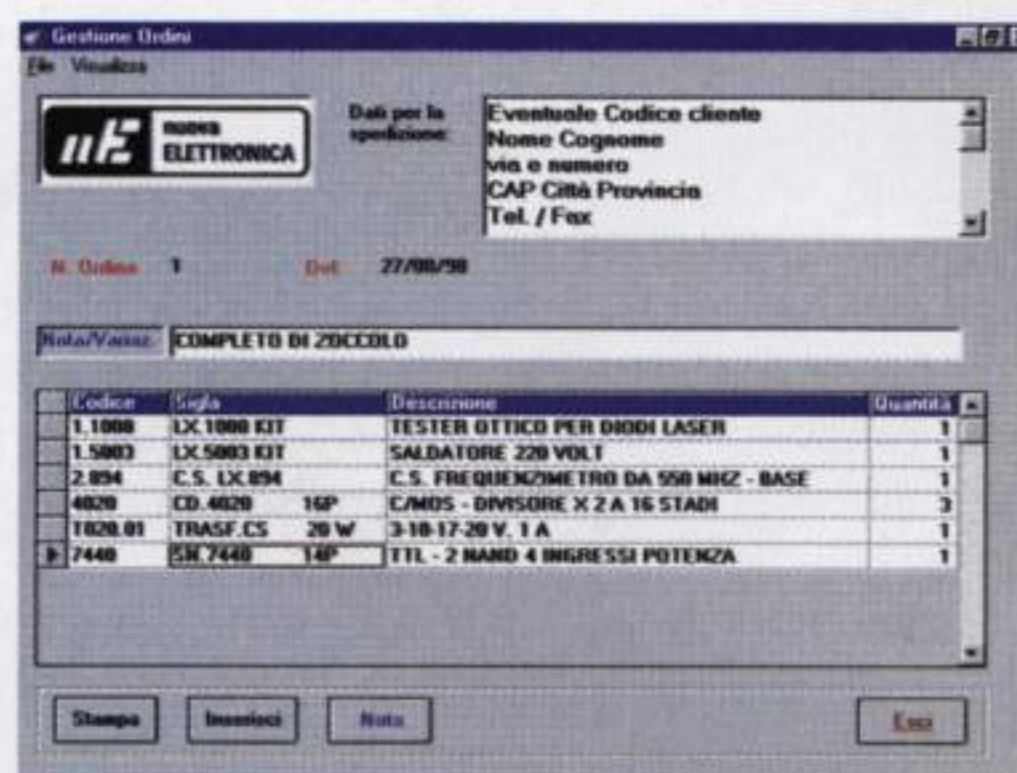 Gestione Ordini
File Visualizza
nE nuova ELETTRONICA
Dati per la spedizione:
Eventuale Codice cliente
Nome Cognome
via e numero
CAP Città Provincia
Tel. / Fax
N. Ordine 1 Del 27/08/98
Nota/Variaz. COMPLETO DI ZOCCOLO
Codice Sigla Descrizione Quantità
1.1008 LX.1008 KIT TESTER OTTICO PER DIODI LASER 1
1.5003 LX.5003 KIT SALDATORE 220 VOLT 1
2.894 C.S. LX.894 C.S. FREQUENZIMETRO DA 550 MHZ - BASE 1
4020 CD.4020 16P C/MOS - DIVISORE X 2 A 16 STADI 3
T020.01 TRASF.CS 20 W 3-10-17-20 V. 1 A 1
7440 SN.7440 14P TTL - 2 NAND 4 INGRESSI POTENZA 1
Stampa Inserisci Nota Esci